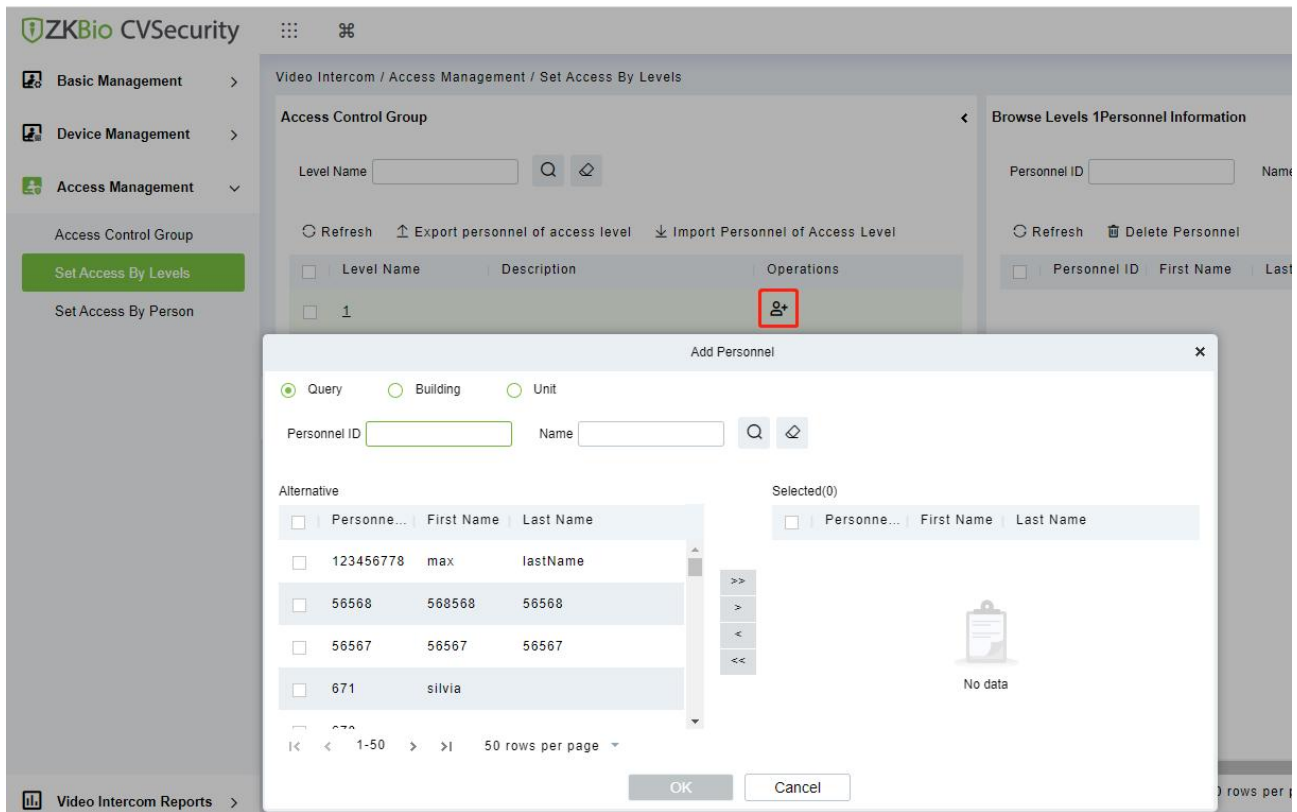 ZKBio CVSecurity
Basic Management
Device Management
Access Management
Access Control Group
Set Access By Levels
Set Access By Person
Video Intercom Reports
Video Intercom / Access Management / Set Access By Levels
Access Control Group
Level Name
Refresh Export personnel of access level Import Personnel of Access Level
Level Name Description Operations
1
Browse Levels 1Personnel Information
Personnel ID Name
Refresh Delete Personnel
Personnel ID First Name Last
Add Personnel
Query Building Unit
Personnel ID Name
Alternative
Personne... First Name Last Name
123456778 max lastName
56568 568568 56568
56567 56567 56567
671 silvia
1-50 50 rows per page
>>
>
<
<<
Selected(0)
Personne... First Name Last Name
No data
OK Cancel
rows per